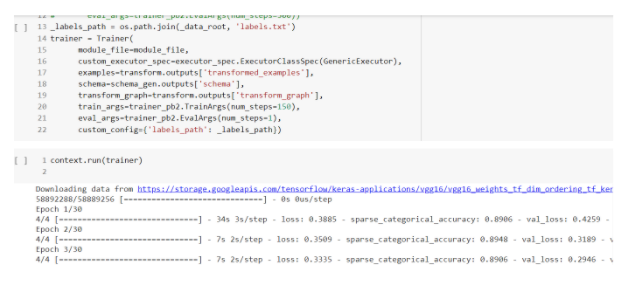 12 # eval_args=trainer_pb2.EvalArgs(num_steps=300))
[ ] 13 _labels_path = os.path.join(_data_root, 'labels.txt')
14 trainer = Trainer(
15 module_file=module_file,
16 custom_executor_spec=executor_spec.ExecutorClassSpec(GenericExecutor),
17 examples=transform.outputs['transformed_examples'],
18 schema=schema_gen.outputs['schema'],
19 transform_graph=transform.outputs['transform_graph'],
20 train_args=trainer_pb2.TrainArgs(num_steps=150),
21 eval_args=trainer_pb2.EvalArgs(num_steps=1),
22 custom_config={'labels_path': _labels_path})
[ ] 1 context.run(trainer)
2
Downloading data from https://storage.googleapis.com/tensorflow/keras-applications/vgg16/vgg16_weights_tf_dim_ordering_tf_ker
58892288/58889256 [==============================] - 0s 0us/step
Epoch 1/30
4/4 [==============================] - 34s 3s/step - loss: 0.3885 - sparse_categorical_accuracy: 0.8906 - val_loss: 0.4259 -
Epoch 2/30
4/4 [==============================] - 7s 2s/step - loss: 0.3509 - sparse_categorical_accuracy: 0.8948 - val_loss: 0.3189 - v
Epoch 3/30
4/4 [==============================] - 7s 2s/step - loss: 0.3335 - sparse_categorical_accuracy: 0.8906 - val_loss: 0.2946 - v